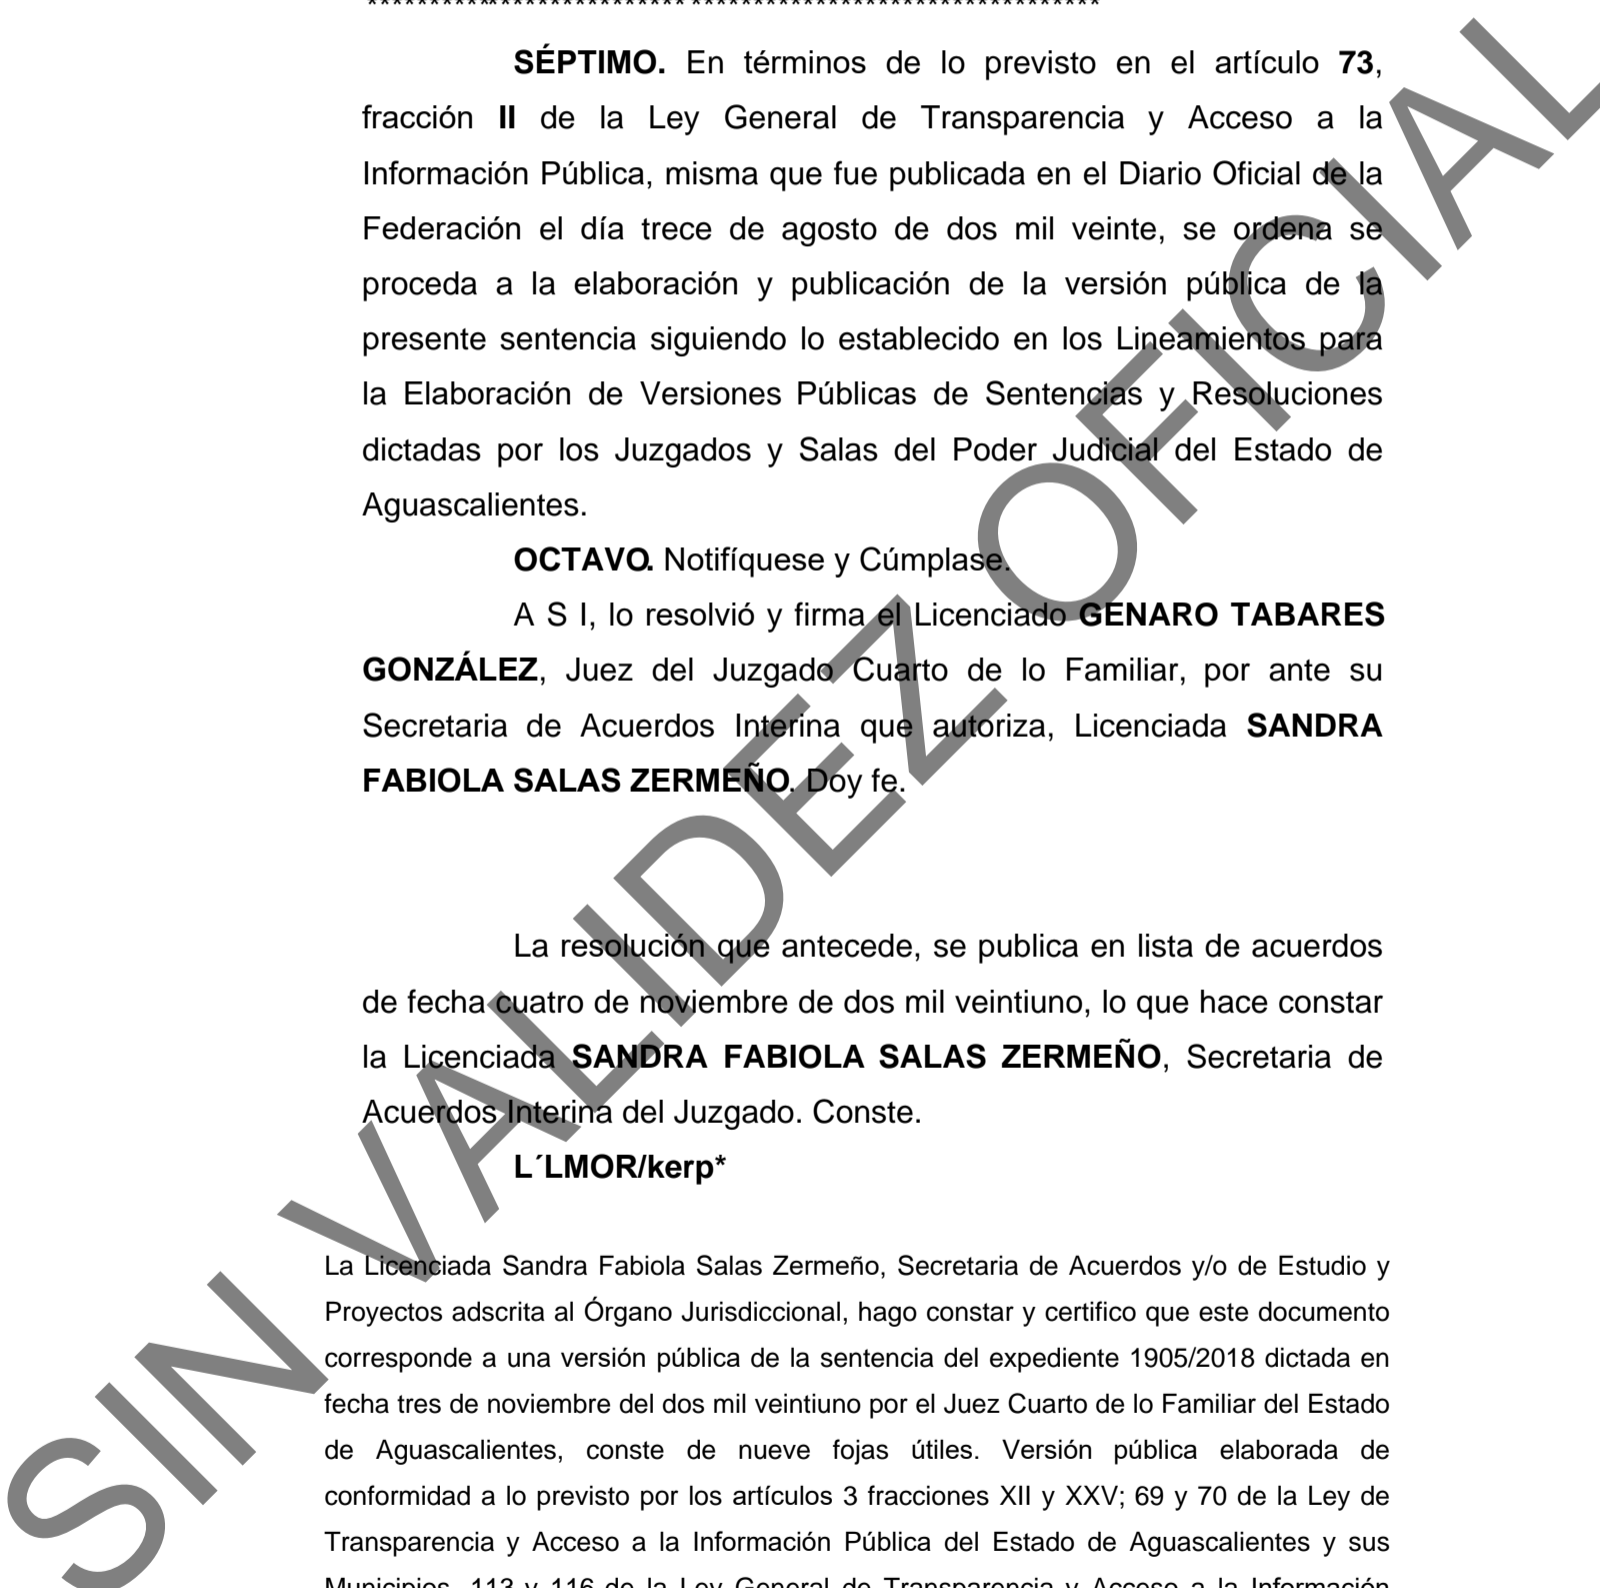 ************************** *********************************
SÉPTIMO. En términos de lo previsto en el artículo 73,
fracción II de la Ley General de Transparencia y Acceso a la
Información Pública, misma que fue publicada en el Diario Oficial de la
Federación el día trece de agosto de dos mil veinte, se ordena se
proceda a la elaboración y publicación de la versión pública de la
presente sentencia siguiendo lo establecido en los Lineamientos para
la Elaboración de Versiones Públicas de Sentencias y Resoluciones
dictadas por los Juzgados y Salas del Poder Judicial del Estado de
Aguascalientes.
OCTAVO. Notifíquese y Cúmplase.
A S I, lo resolvió y firma el Licenciado GENARO TABARES
GONZÁLEZ, Juez del Juzgado Cuarto de lo Familiar, por ante su
Secretaria de Acuerdos Interina que autoriza, Licenciada SANDRA
FABIOLA SALAS ZERMEÑO. Doy fe.
La resolución que antecede, se publica en lista de acuerdos
de fecha cuatro de noviembre de dos mil veintiuno, lo que hace constar
la Licenciada SANDRA FABIOLA SALAS ZERMEÑO, Secretaria de
Acuerdos Interina del Juzgado. Conste.
L´LMOR/kerp*
La Licenciada Sandra Fabiola Salas Zermeño, Secretaria de Acuerdos y/o de Estudio y
Proyectos adscrita al Órgano Jurisdiccional, hago constar y certifico que este documento
corresponde a una versión pública de la sentencia del expediente 1905/2018 dictada en
fecha tres de noviembre del dos mil veintiuno por el Juez Cuarto de lo Familiar del Estado
de Aguascalientes, conste de nueve fojas útiles. Versión pública elaborada de
conformidad a lo previsto por los artículos 3 fracciones XII y XXV; 69 y 70 de la Ley de
Transparencia y Acceso a la Información Pública del Estado de Aguascalientes y sus
Municipios, 113 y 116 de la Ley General de Transparencia y Acceso a la Información
SIN VALIDEZ OFICIAL